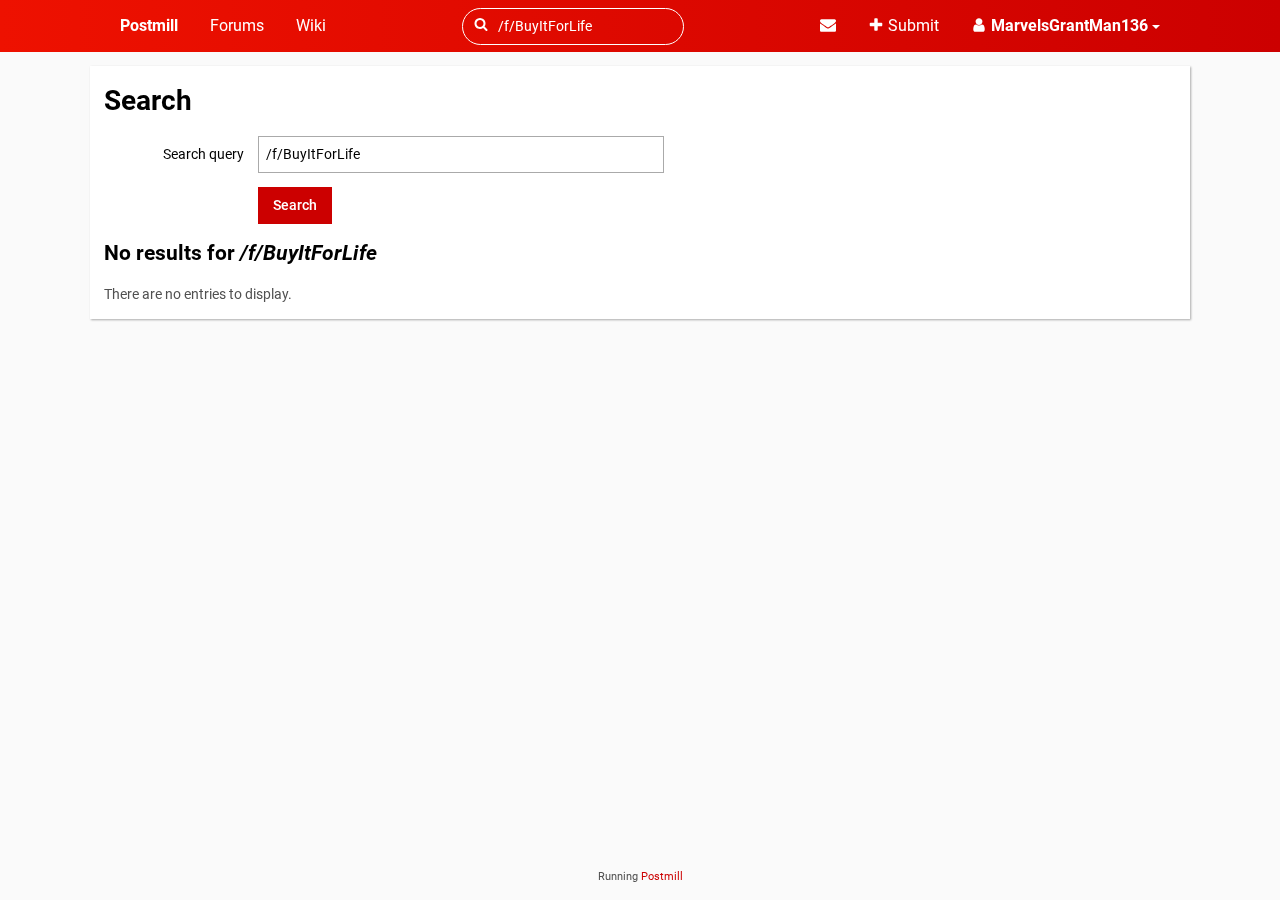 Postmill Forums Wiki /f/BuyItForLife Submit MarvelsGrantMan136
Search
Search query /f/BuyItForLife
Search
No results for /f/BuyItForLife
There are no entries to display.
Running Postmill